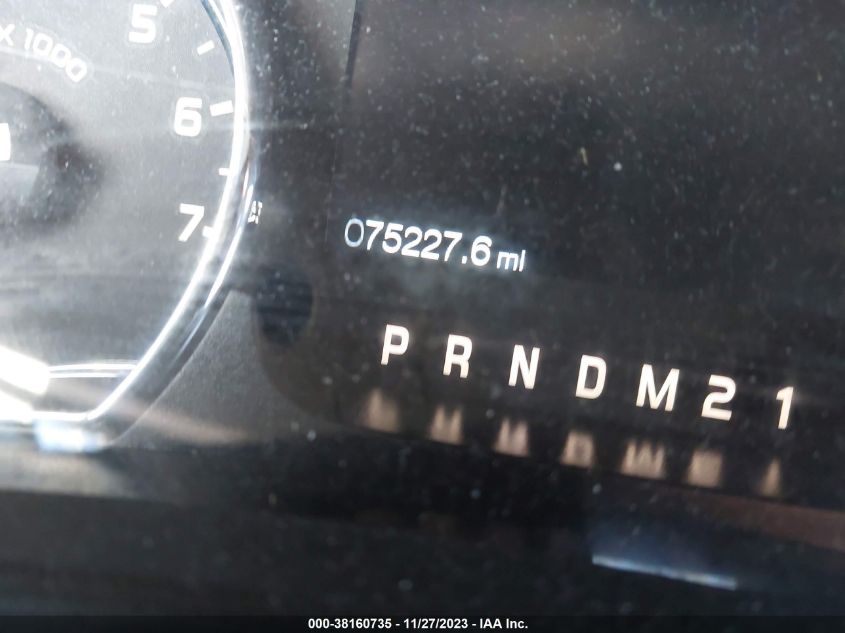 5
x 1000
6
7
075227.6 mi
P R N D M 2 1
000-38160735 - 11/27/2023 - IAA Inc.